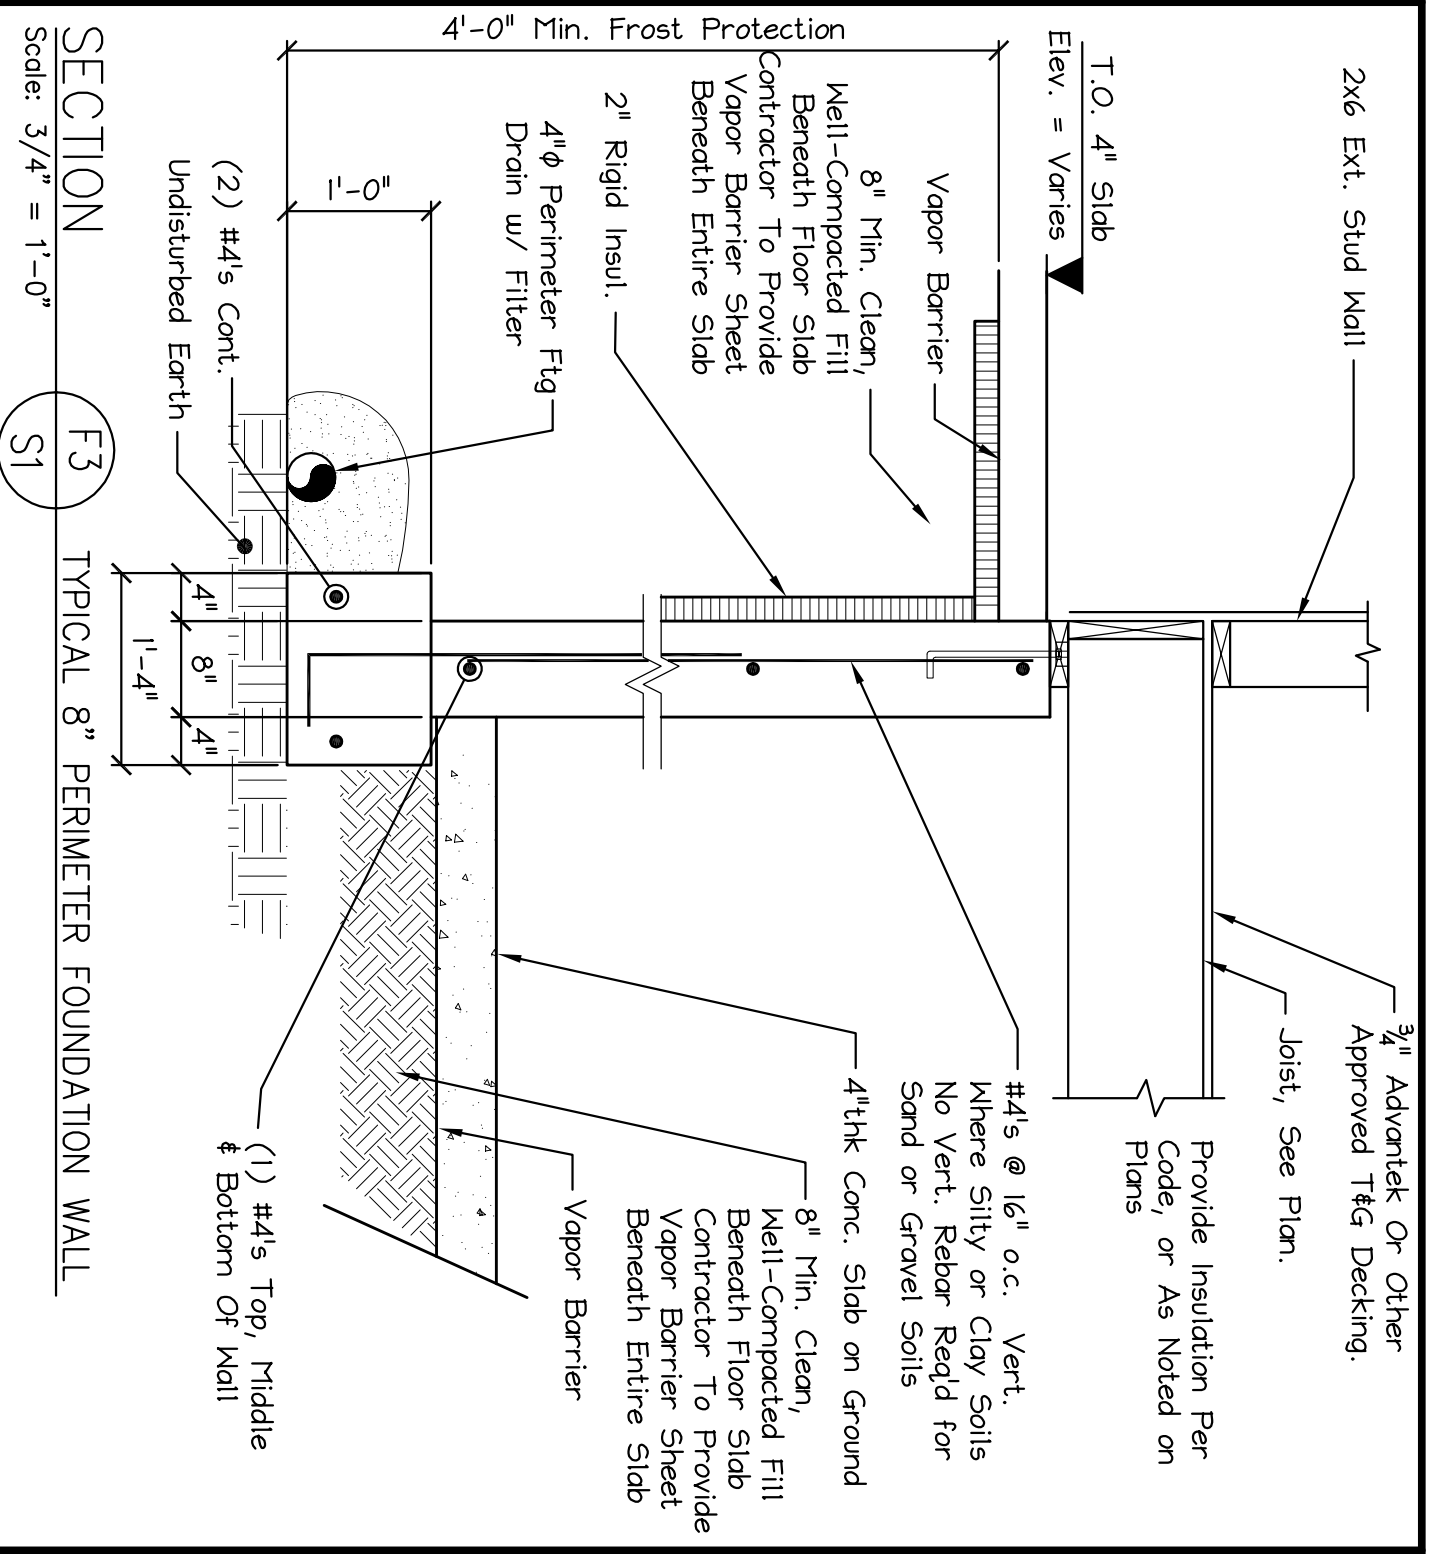 2x6 Ext. Stud Wall
T.O. 4" Slab
Elev. = Varies
Vapor Barrier
8" Min. Clean,
Well-Compacted Fill
Beneath Floor Slab
Contractor To Provide
Vapor Barrier Sheet
Beneath Entire Slab
2" Rigid Insul.
4"ϕ Perimeter Ftg
Drain w/ Filter
(2) #4's Cont.
Undisturbed Earth
4'-0" Min. Frost Protection
1'-0"
3/4" Advantek Or Other
Approved T&G Decking.
Joist, See Plan.
Provide Insulation Per
Code, or As Noted on
Plans
#4's @ 16" o.c. Vert.
Where Silty or Clay Soils
No Vert. Rebar Req'd for
Sand or Gravel Soils
4"thk Conc. Slab on Ground
8" Min. Clean,
Well-Compacted Fill
Beneath Floor Slab
Contractor To Provide
Vapor Barrier Sheet
Beneath Entire Slab
Vapor Barrier
(1) #4's Top, Middle
& Bottom Of Wall
4"
8"
4"
1'-4"
SECTION
Scale: 3/4" = 1'-0"
F3
S1
TYPICAL 8" PERIMETER FOUNDATION WALL